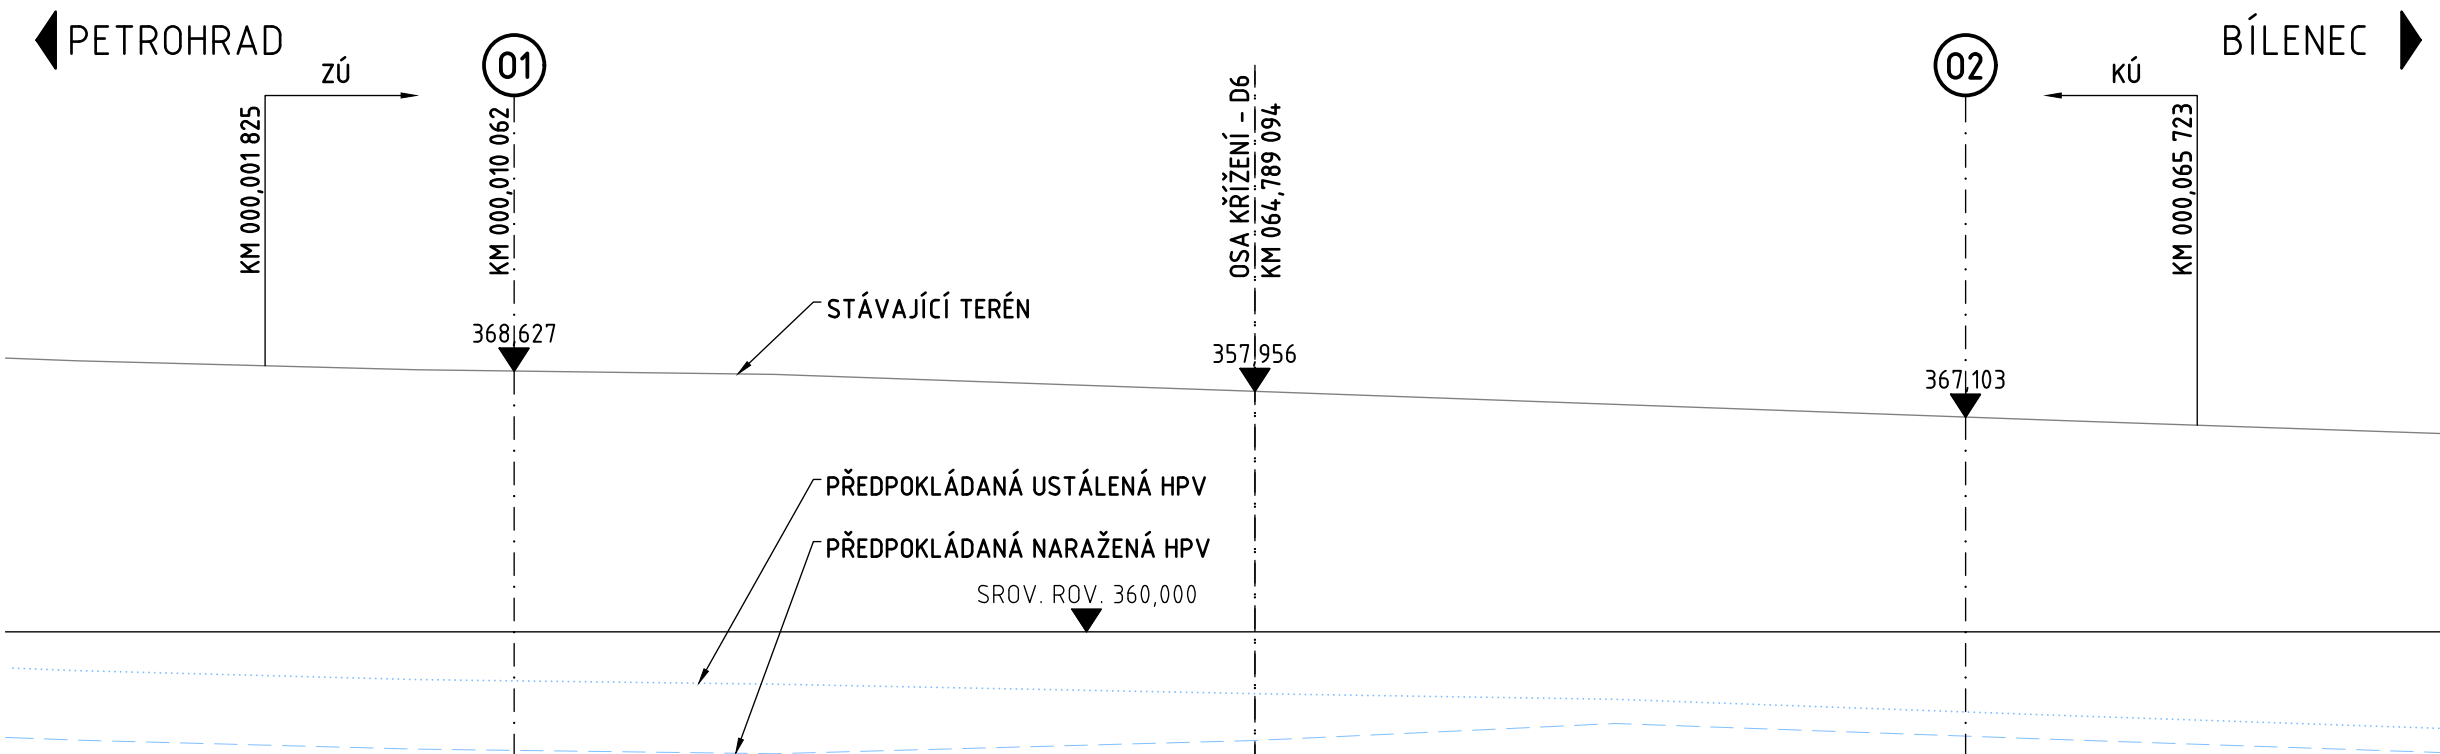 PETROHRAD
BÍLENEC
ZÚ
01
02
KÚ
KM 000,001 825
KM 000,010 062
OSA KŘÍŽENÍ - D6
KM 064,789 094
KM 000,065 723
STÁVAJÍCÍ TERÉN
368,627
357,956
367,103
PŘEDPOKLÁDANÁ USTÁLENÁ HPV
PŘEDPOKLÁDANÁ NARAŽENÁ HPV
SROV. ROV. 360,000